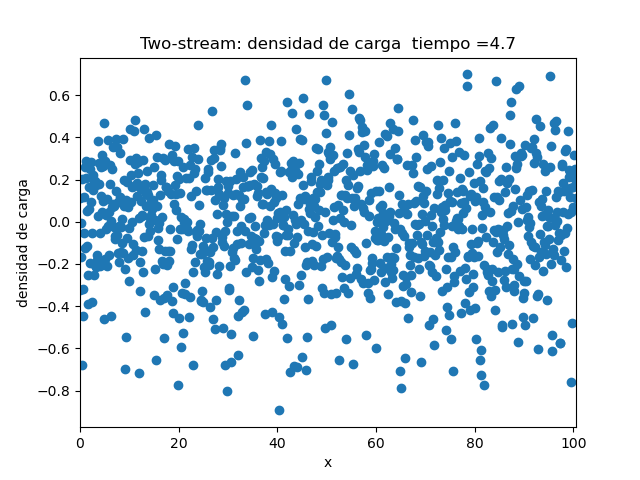 Two-stream: densidad de carga  tiempo =4.7
0.6
0.4
0.2
0.0
−0.2
−0.4
−0.6
−0.8
densidad de carga
0 20 40 60 80 100
x